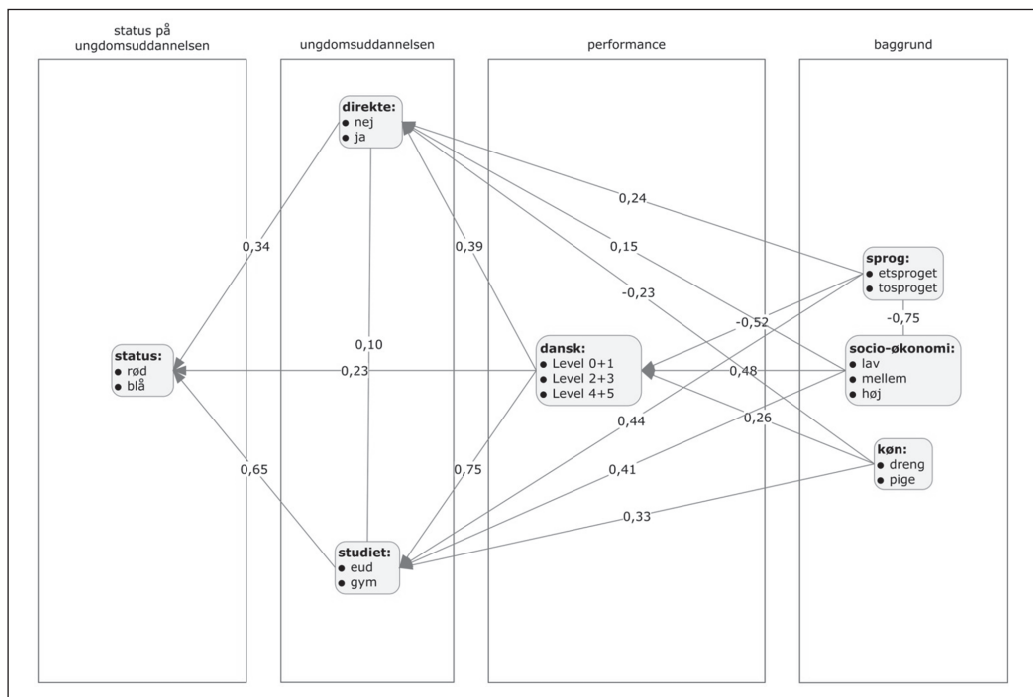 status på
ungdomsuddannelsen
ungdomsuddannelsen
performance
baggrund
direkte:
● nej
● ja
0,24
0,34
0,39
0,15
sprog:
● etsproget
● tosproget
-0,23
-0,52
-0,75
0,10
status:
● rød
● blå
0,23
dansk:
● Level 0+1
● Level 2+3
● Level 4+5
0,48
socio-økonomi:
● lav
● mellem
● høj
0,44
0,26
køn:
● dreng
● pige
0,65
0,75
0,41
0,33
studiet:
● eud
● gym